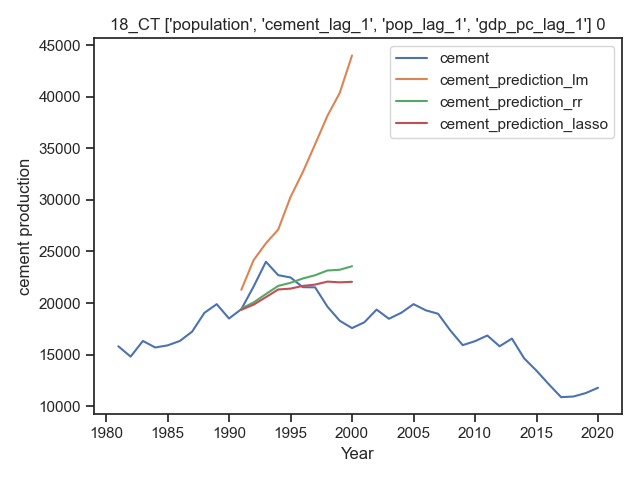 18_CT ['population', 'cement_lag_1', 'pop_lag_1', 'gdp_pc_lag_1'] 0
45000
40000
35000
30000
25000
20000
15000
10000
cement production
cement
cement_prediction_lm
cement_prediction_rr
cement_prediction_lasso
1980 1985 1990 1995 2000 2005 2010 2015 2020
Year